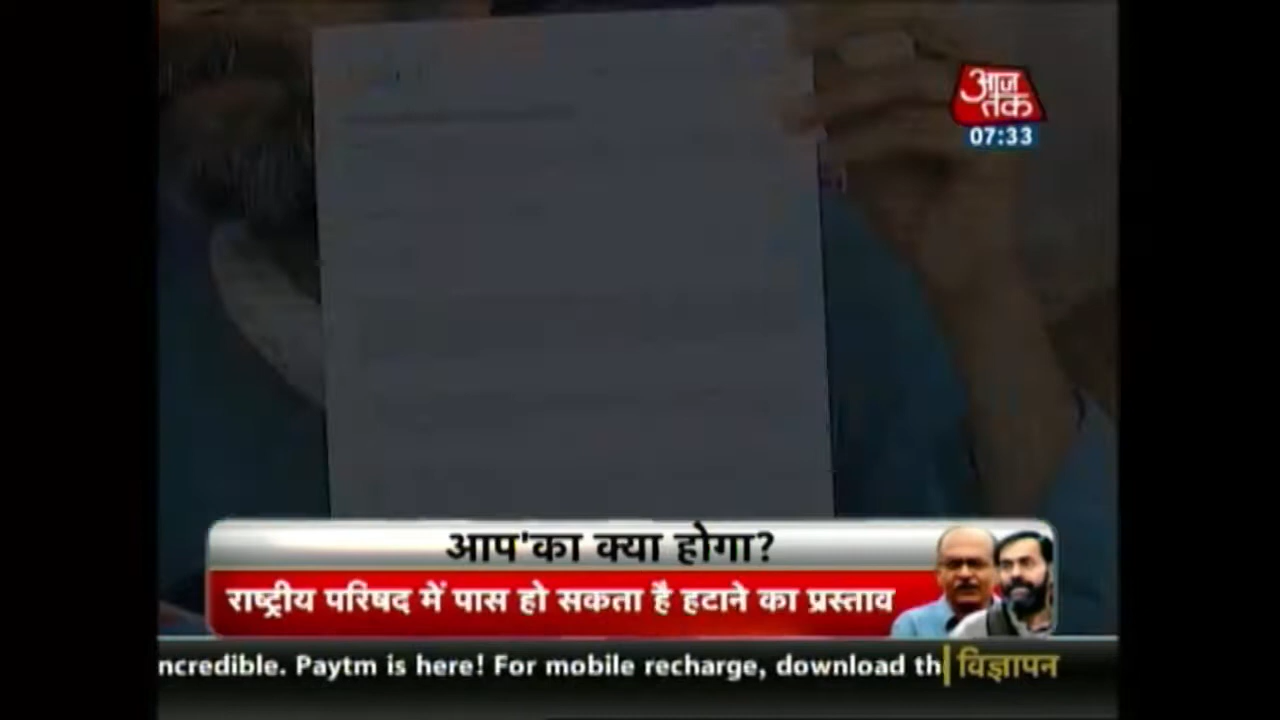 आज
तक
07:33
आप'का क्या होगा?
राष्ट्रीय परिषद में पास हो सकता है हटाने का प्रस्ताव
ncredible. Paytm is here! For mobile recharge, download th
विज्ञापन